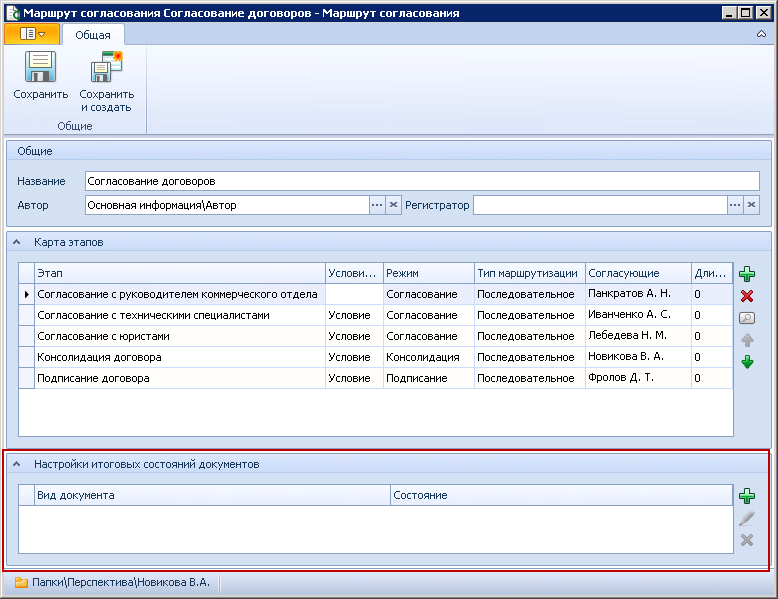 Маршрут согласования Согласование договоров - Маршрут согласования
Общая
Сохранить
Сохранить
и создать
Общие
Общие
Название Согласование договоров
Автор Основная информация\Автор ... Регистратор ...
Карта этапов
Этап Услови... Режим Тип маршрутизации Согласующие Дли...
Согласование с руководителем коммерческого отдела Согласование Последовательное Панкратов А. Н. 0
Согласование с техническими специалистами Условие Согласование Последовательное Иванченко А. С. 0
Согласование с юристами Условие Согласование Последовательное Лебедева Н. М. 0
Консолидация договора Условие Консолидация Последовательное Новикова В. А. 0
Подписание договора Условие Подписание Последовательное Фролов Д. Т. 0
Настройки итоговых состояний документов
Вид документа Состояние
Папки\Перспектива\Новикова В.А.